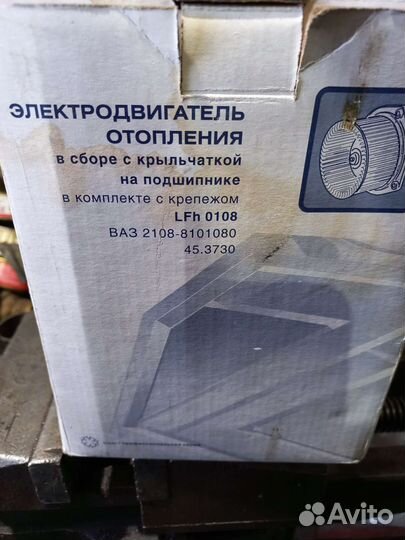 ЭЛЕКТРОДВИГАТЕЛЬ
ОТОПЛЕНИЯ
в сборе с крыльчаткой
на подшипнике
в комплекте с крепежом
LFh 0108
ВАЗ 2108-8101080
45.3730
Avito